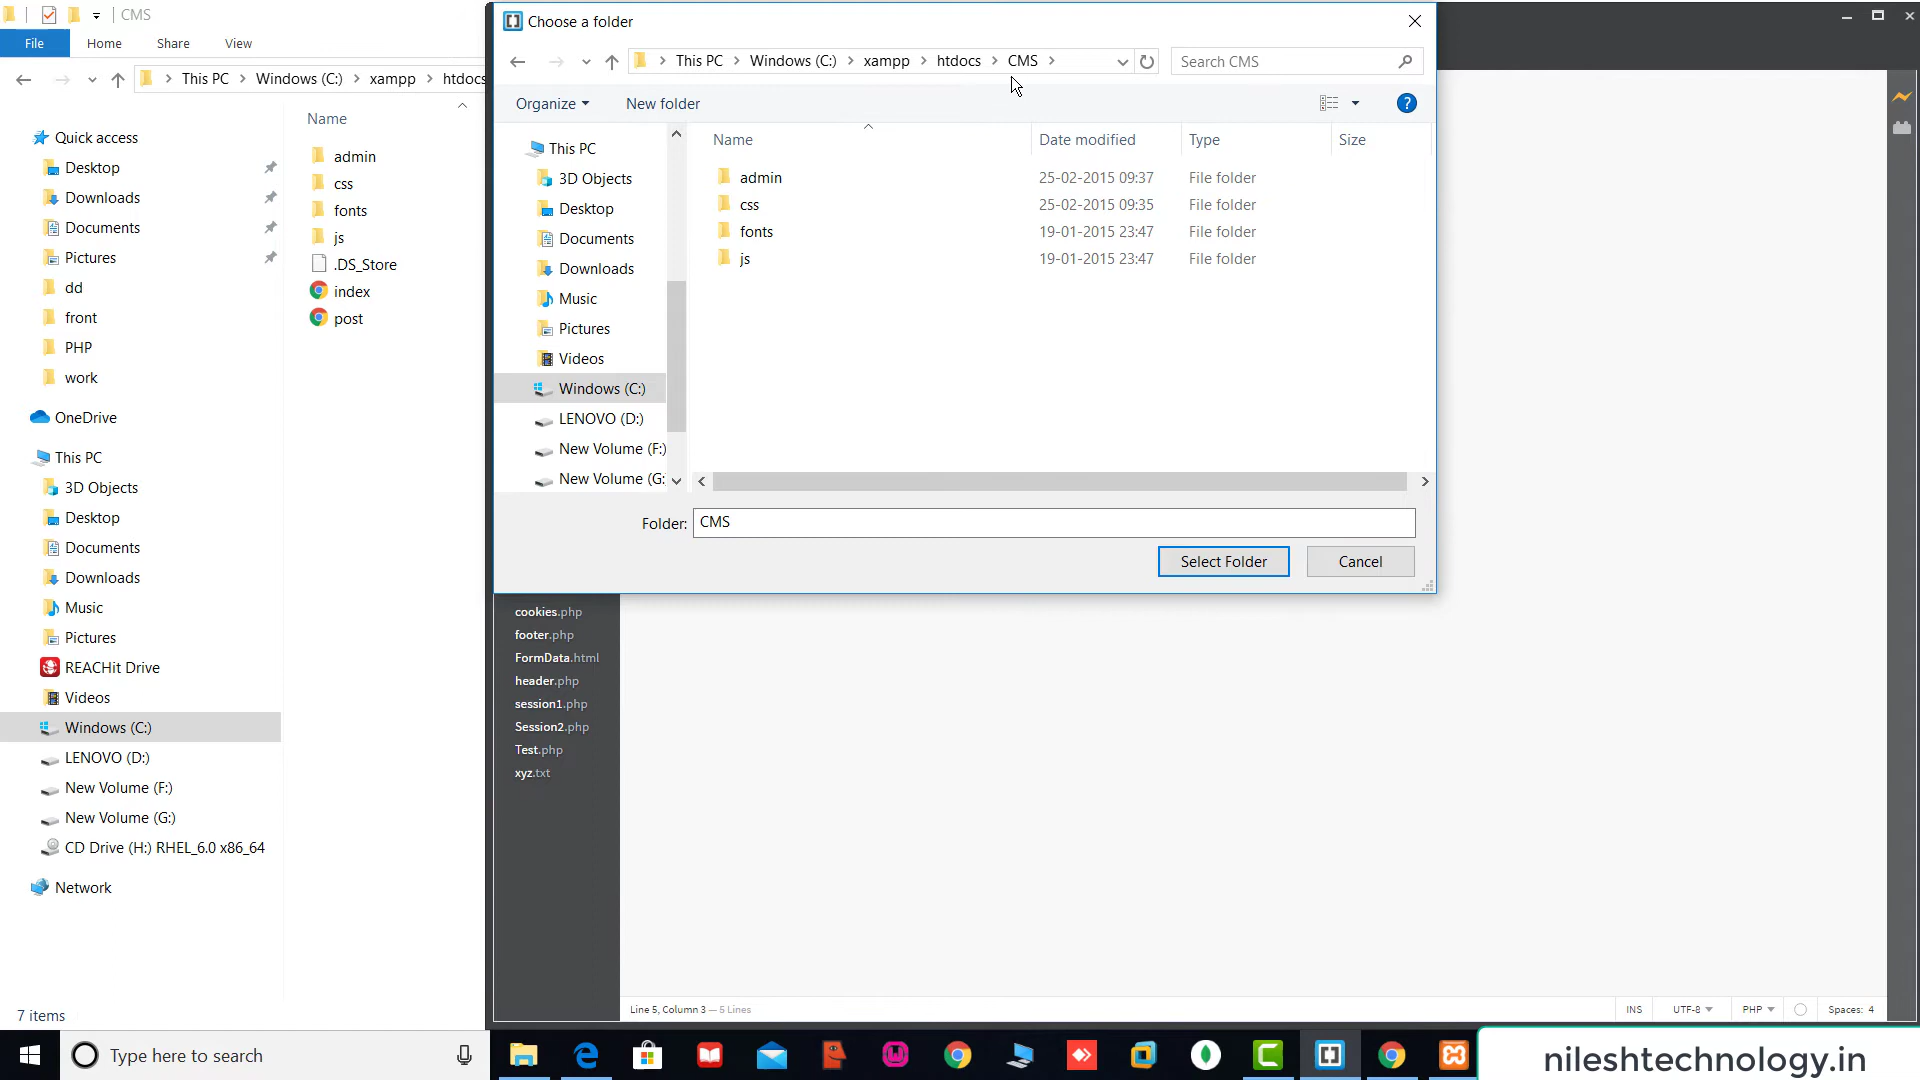 CMS
File Home Share View
This PC Windows (C:) xampp htdocs
Quick access
Desktop
Downloads
Documents
Pictures
dd
front
PHP
work
OneDrive
This PC
3D Objects
Desktop
Documents
Downloads
Music
Pictures
REACHit Drive
Videos
Windows (C:)
LENOVO (D:)
New Volume (F:)
New Volume (G:)
CD Drive (H:) RHEL_6.0 x86_64
Network
Name
admin
css
fonts
js
.DS_Store
index
post
7 items
Choose a folder
This PC Windows (C:) xampp htdocs CMS
Search CMS
Organize New folder
?
This PC
3D Objects
Desktop
Documents
Downloads
Music
Pictures
Videos
Windows (C:)
LENOVO (D:)
New Volume (F:)
New Volume (G:
Name Date modified Type Size
admin 25-02-2015 09:37 File folder
css 25-02-2015 09:35 File folder
fonts 19-01-2015 23:47 File folder
js 19-01-2015 23:47 File folder
Folder: CMS
Select Folder Cancel
cookies.php
footer.php
FormData.html
header.php
session1.php
Session2.php
Test.php
xyz.txt
Line 5, Column 3 — 5 Lines
INS UTF-8 PHP Spaces: 4
Type here to search
nileshtechnology.in